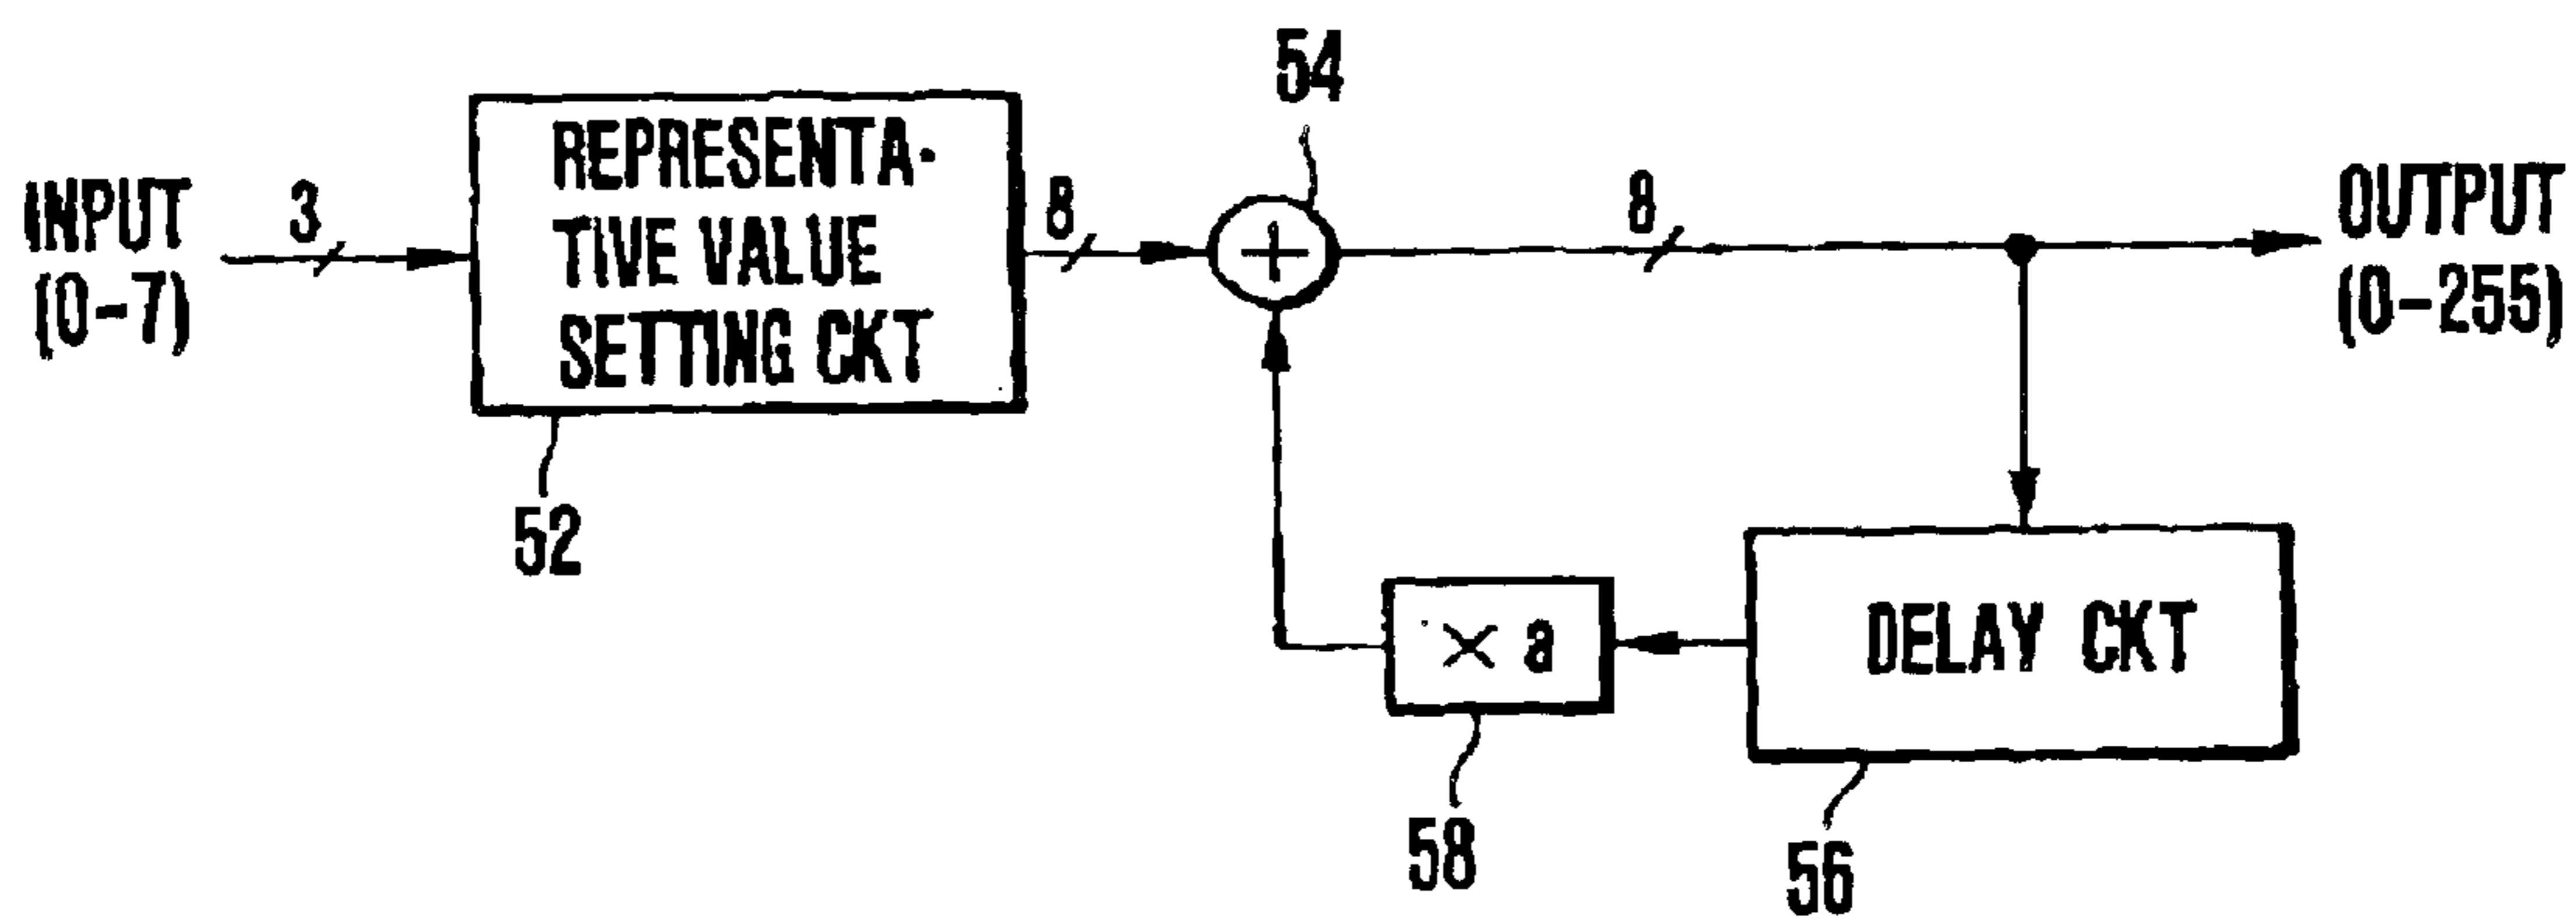 54
REPRESENTA-
TIVE VALUE
SETTING CKT
INPUT
(0-7)
3
8
8
OUTPUT
(0-255)
52
× a
DELAY CKT
58
56